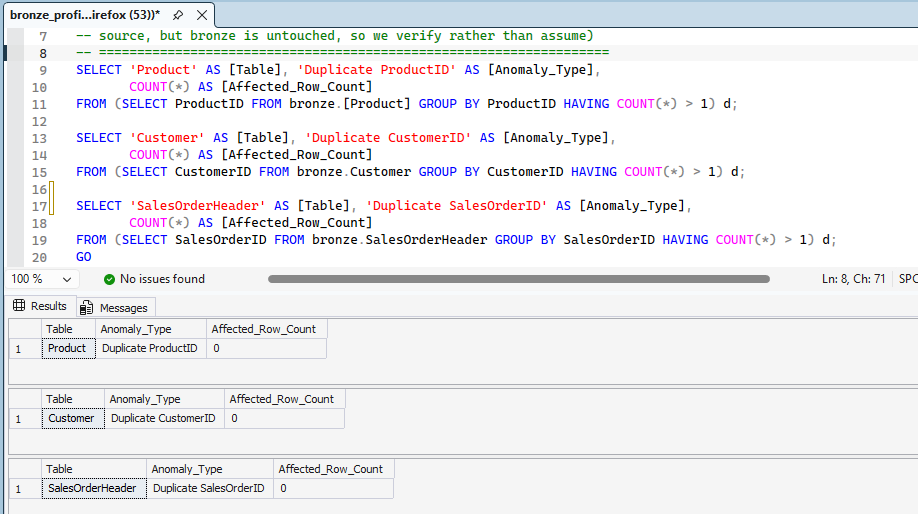 bronze_profi...irefox (53))*
7 -- source, but bronze is untouched, so we verify rather than assume)
8 -- ===================================================================
9 SELECT 'Product' AS [Table], 'Duplicate ProductID' AS [Anomaly_Type],
10 COUNT(*) AS [Affected_Row_Count]
11 FROM (SELECT ProductID FROM bronze.[Product] GROUP BY ProductID HAVING COUNT(*) > 1) d;
12
13 SELECT 'Customer' AS [Table], 'Duplicate CustomerID' AS [Anomaly_Type],
14 COUNT(*) AS [Affected_Row_Count]
15 FROM (SELECT CustomerID FROM bronze.Customer GROUP BY CustomerID HAVING COUNT(*) > 1) d;
16
17 SELECT 'SalesOrderHeader' AS [Table], 'Duplicate SalesOrderID' AS [Anomaly_Type],
18 COUNT(*) AS [Affected_Row_Count]
19 FROM (SELECT SalesOrderID FROM bronze.SalesOrderHeader GROUP BY SalesOrderID HAVING COUNT(*) > 1) d;
20 GO
100 % No issues found Ln: 8, Ch: 71 SPC
Results Messages
Table Anomaly_Type Affected_Row_Count
1 Product Duplicate ProductID 0
Table Anomaly_Type Affected_Row_Count
1 Customer Duplicate CustomerID 0
Table Anomaly_Type Affected_Row_Count
1 SalesOrderHeader Duplicate SalesOrderID 0